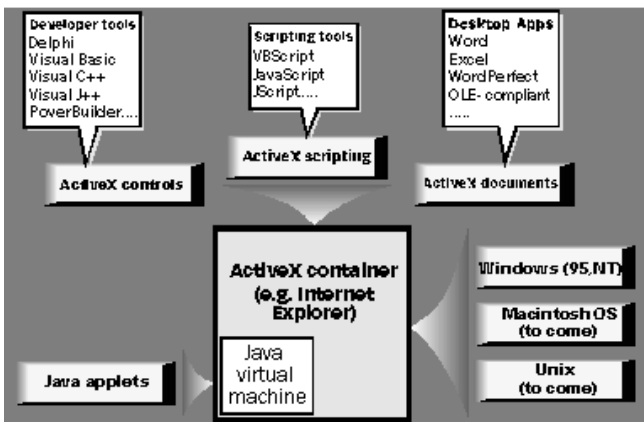 Developer tools
Delphi
Visual Basic
Visual C++
Visual J++
PowerBuilder....
ActiveX controls
Scripting tools
VBScript
JavaScript
JScript....
ActiveX scripting
Desktop Apps
Word
Excel
WordPerfect
OLE- compliant
.....
ActiveX documents
ActiveX container
(e.g. Internet
Explorer)
Java
virtual
machine
Java applets
Windows (95,NT)
Macintosh OS
(to come)
Unix
(to come)